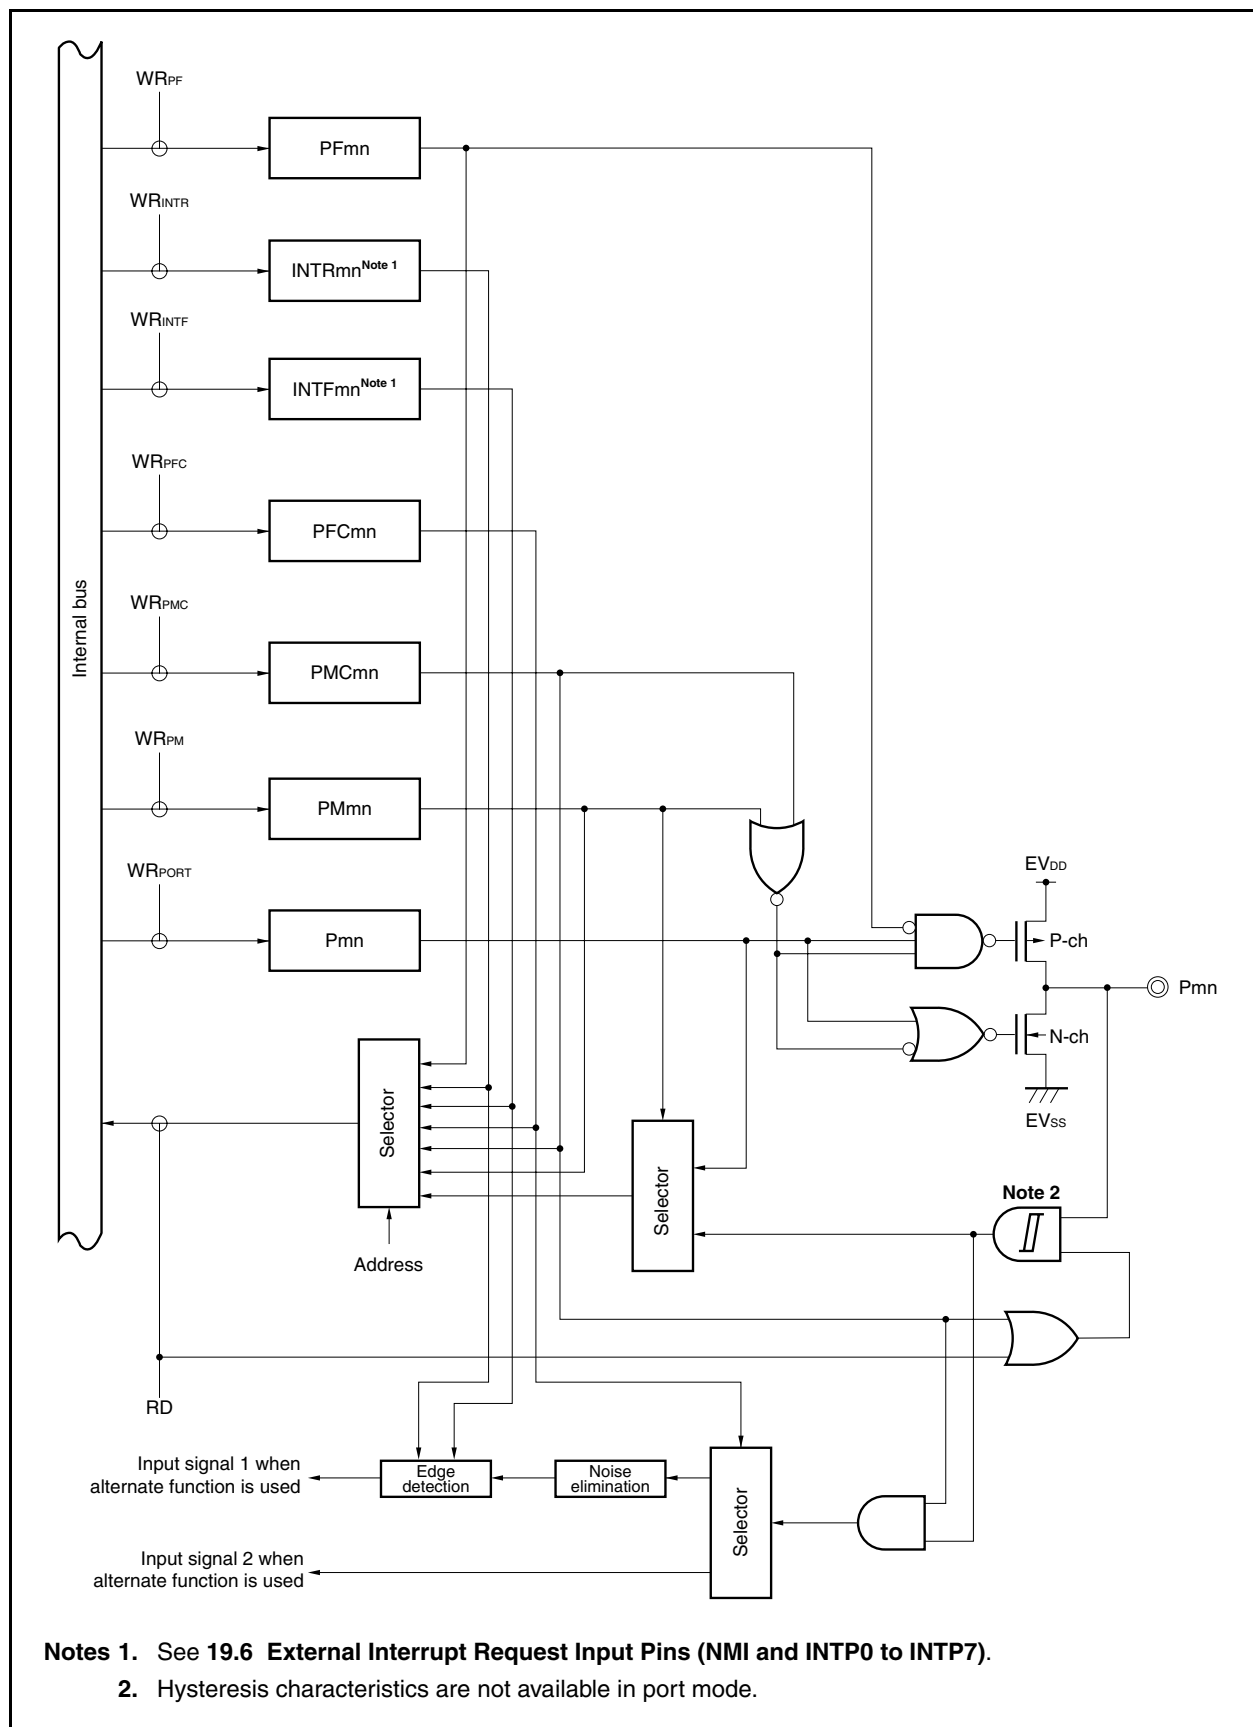 WRPF
PFmn
WRINTR
INTRmnNote 1
WRINTF
INTFmnNote 1
WRPFC
PFCmn
Internal bus
WRPMC
PMCmn
WRPM
PMmn
WRPORT
Pmn
EVDD
P-ch
Pmn
N-ch
EVSS
Selector
Selector
Note 2
Address
RD
Input signal 1 when
alternate function is used
Edge
detection
Noise
elimination
Selector
Input signal 2 when
alternate function is used
Notes 1. See 19.6 External Interrupt Request Input Pins (NMI and INTP0 to INTP7).
2. Hysteresis characteristics are not available in port mode.